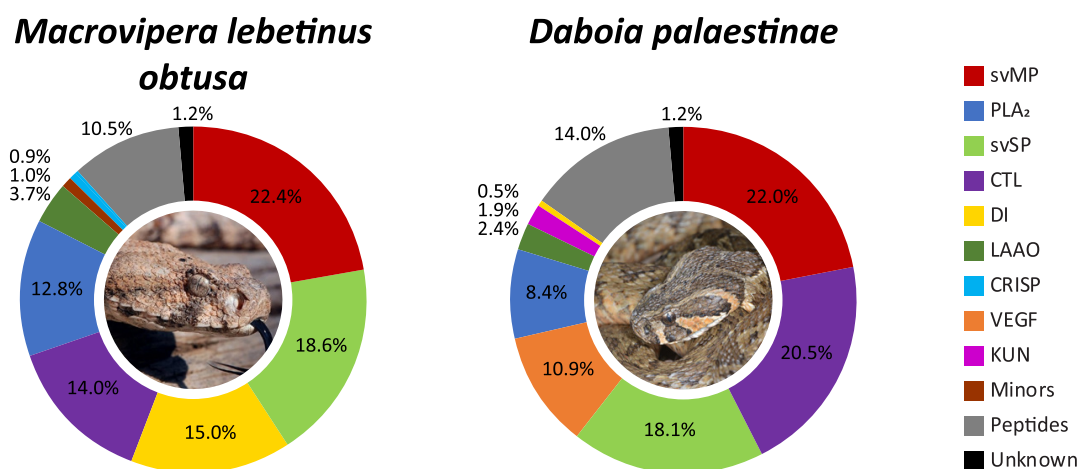 Macrovipera lebetinus
obtusa
1.2%
10.5%
0.9%
1.0%
3.7%
22.4%
12.8%
18.6%
14.0%
15.0%
Daboia palaestinae
1.2%
14.0%
0.5%
1.9%
2.4%
22.0%
8.4%
20.5%
10.9%
18.1%
svMP
PLA₂
svSP
CTL
DI
LAAO
CRISP
VEGF
KUN
Minors
Peptides
Unknown